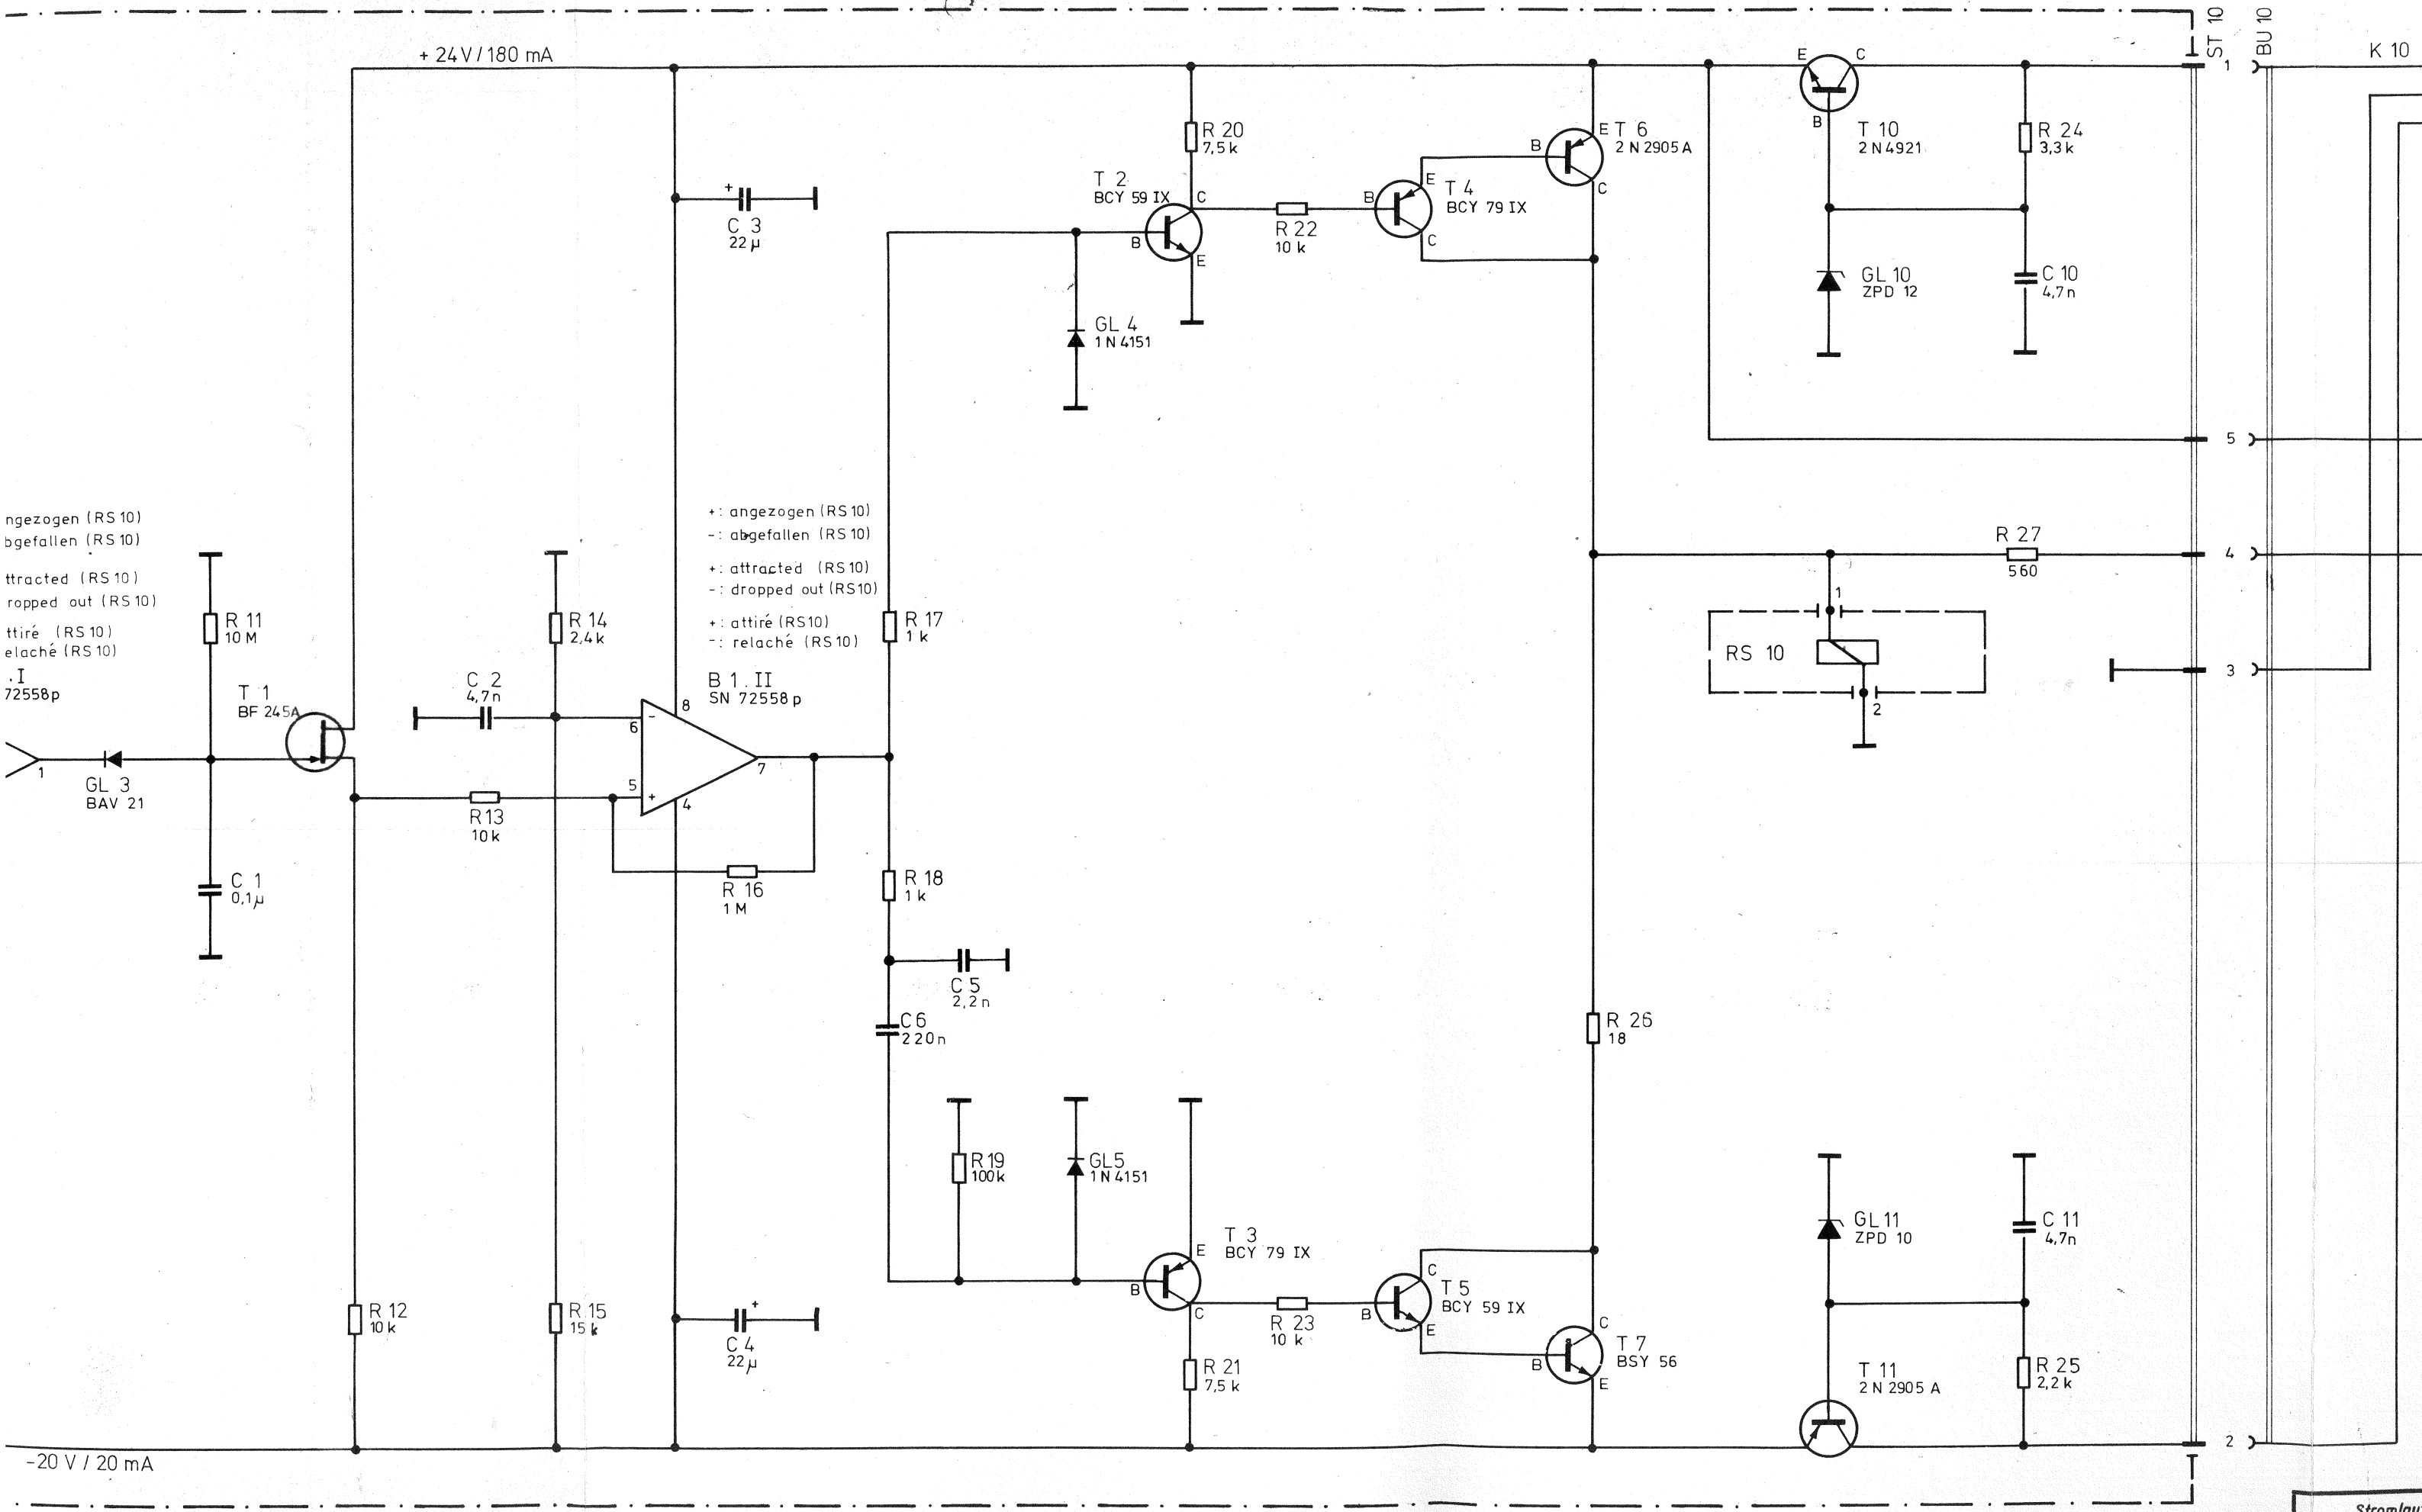 + 24V/180 mA
ST 10
BU 10
K 10
1
E
C
B
T 10
2 N 4921
R 24
3,3 k
GL 10
ZPD 12
C 10
4,7 n
R 20
7,5 k
T 2
BCY 59 IX
C
B
E
R 22
10 k
B
E
C
T 4
BCY 79 IX
B
E
C
T 6
2 N 2905 A
+
C 3
22 µ
GL 4
1 N 4151
5
ngezogen (RS 10)
bgefallen (RS 10)
ttracted (RS 10)
ropped out (RS 10)
ttiré (RS 10)
elaché (RS 10)
.I
72558p
R 11
10 M
T 1
BF 245A
1
GL 3
BAV 21
C 1
0,1µ
R 14
2,4 k
C 2
4,7 n
+: angezogen (RS 10)
-: abgefallen (RS 10)
+: attracted (RS 10)
-: dropped out (RS 10)
+: attiré (RS 10)
-: relaché (RS 10)
B 1. II
SN 72558 p
8
6
-
5
+
4
7
R 13
10 k
R 16
1 M
R 17
1 k
R 18
1 k
C 5
2,2 n
C 6
220 n
R 27
560
4
1
RS 10
2
3
R 26
18
R 19
100 k
GL 5
1 N 4151
T 3
BCY 79 IX
E
B
C
R 23
10 k
R 21
7,5 k
C
B
E
T 5
BCY 59 IX
C
B
E
T 7
BSY 56
GL 11
ZPD 10
C 11
4,7n
T 11
2 N 2905 A
R 25
2,2 k
R 12
10 k
R 15
15 k
+
C 4
22 µ
2
-20 V / 20 mA